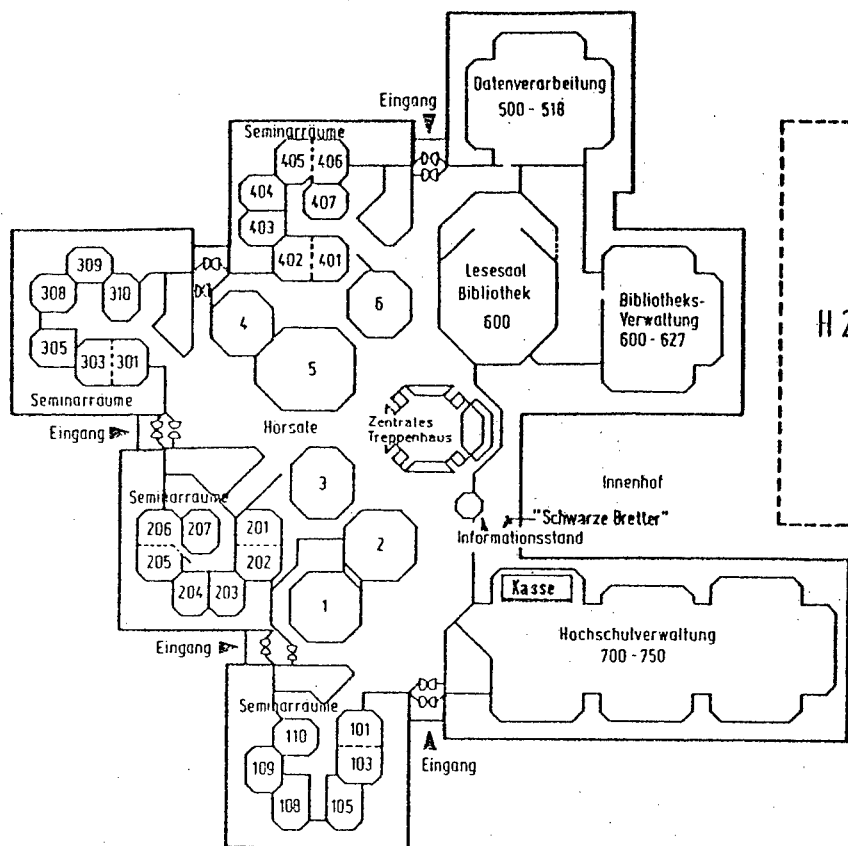 Datenverarbeitung
500 - 518
Eingang
Seminarräume
405
406
404
407
403
402
401
309
308
310
305
303
301
Seminarräume
4
6
5
Lesesaal
Bibliothek
600
Bibliotheks-
Verwaltung
600 - 627
H 2
Hörsäle
Zentrales
Treppenhaus
Eingang
3
Innenhof
Seminarräume
206
207
201
205
202
204
203
2
1
"Schwarze Bretter"
Informationsstand
Kasse
Hochschulverwaltung
700 - 750
Eingang
Seminarräume
110
101
109
103
108
105
Eingang